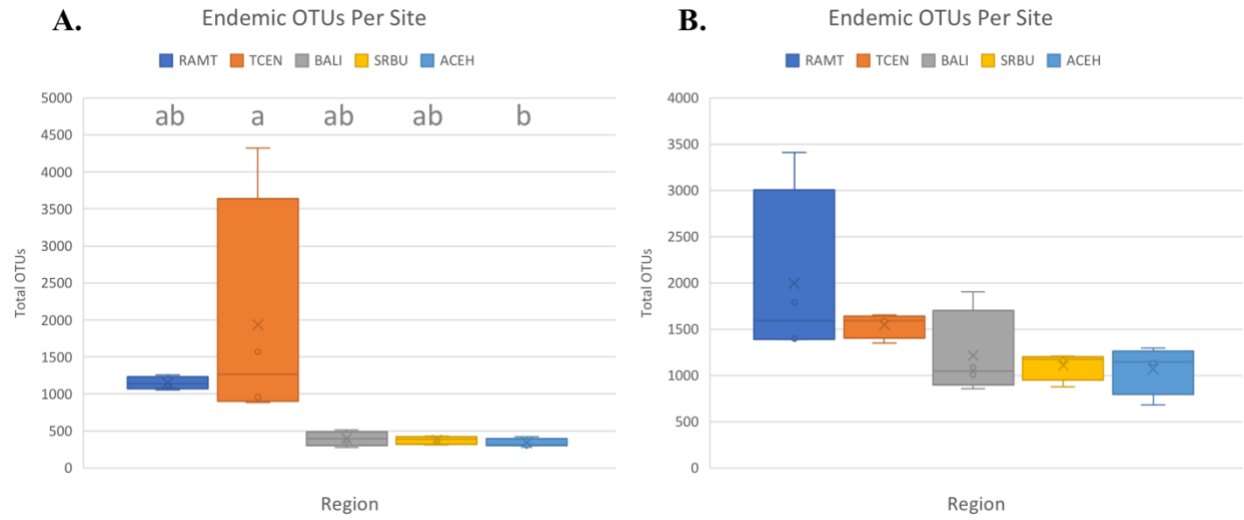 A.
Endemic OTUs Per Site
RAMT TCEN BALI SRBU ACEH
5000
4500
4000
3500
3000
2500
2000
1500
1000
500
0
ab a ab ab b
Total OTUs
Region
B.
Endemic OTUs Per Site
RAMT TCEN BALI SRBU ACEH
4000
3500
3000
2500
2000
1500
1000
500
0
Total OTUs
Region